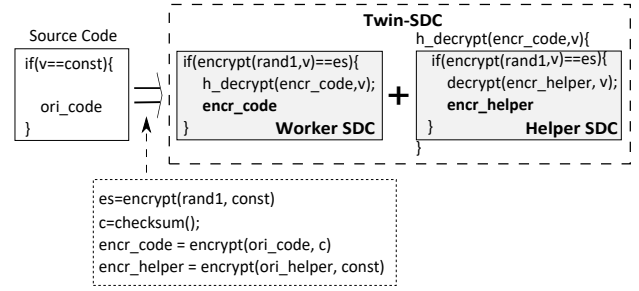 Twin-SDC
Source Code
if(v==const){
ori_code
}
if(encrypt(rand1,v)==es){
h_decrypt(encr_code,v);
encr_code
}
Worker SDC
+
h_decrypt(encr_code,v){
if(encrypt(rand1,v)==es){
decrypt(encr_helper, v);
encr_helper
}
Helper SDC
}
es=encrypt(rand1, const)
c=checksum();
encr_code = encrypt(ori_code, c)
encr_helper = encrypt(ori_helper, const)